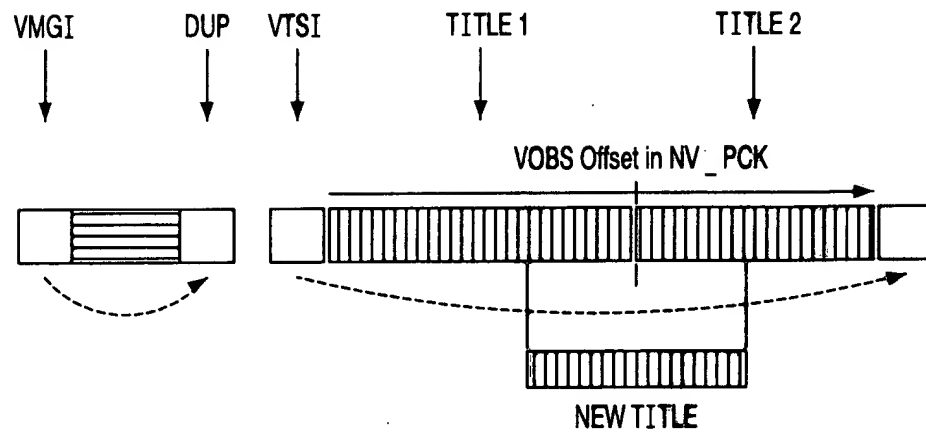 VMGI DUP VTSI TITLE 1 TITLE 2
VOBS Offset in NV_PCK
NEW TITLE